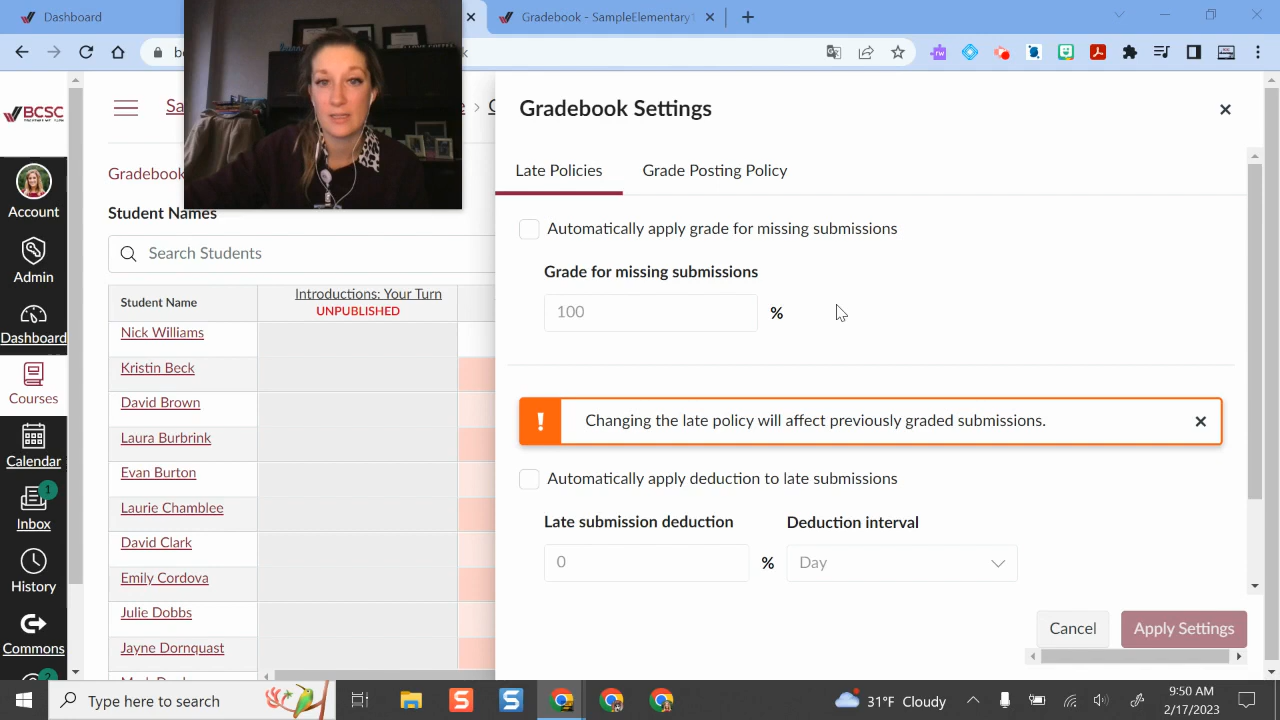 Dashboard
Gradebook - SampleElementary
be
BCSC
Account
Admin
Dashboard
Courses
Calendar
1
Inbox
History
Commons
2
Sa
Gradebook
Student Names
Search Students
Student Name
Introductions: Your Turn
UNPUBLISHED
Nick Williams
Kristin Beck
David Brown
Laura Burbrink
Evan Burton
Laurie Chamblee
David Clark
Emily Cordova
Julie Dobbs
Jayne Dornquast
Gradebook Settings
Late Policies
Grade Posting Policy
Automatically apply grade for missing submissions
Grade for missing submissions
100 %
Changing the late policy will affect previously graded submissions.
Automatically apply deduction to late submissions
Late submission deduction
Deduction interval
0 %
Day
Cancel
Apply Settings
Type here to search
31°F Cloudy
9:50 AM
2/17/2023